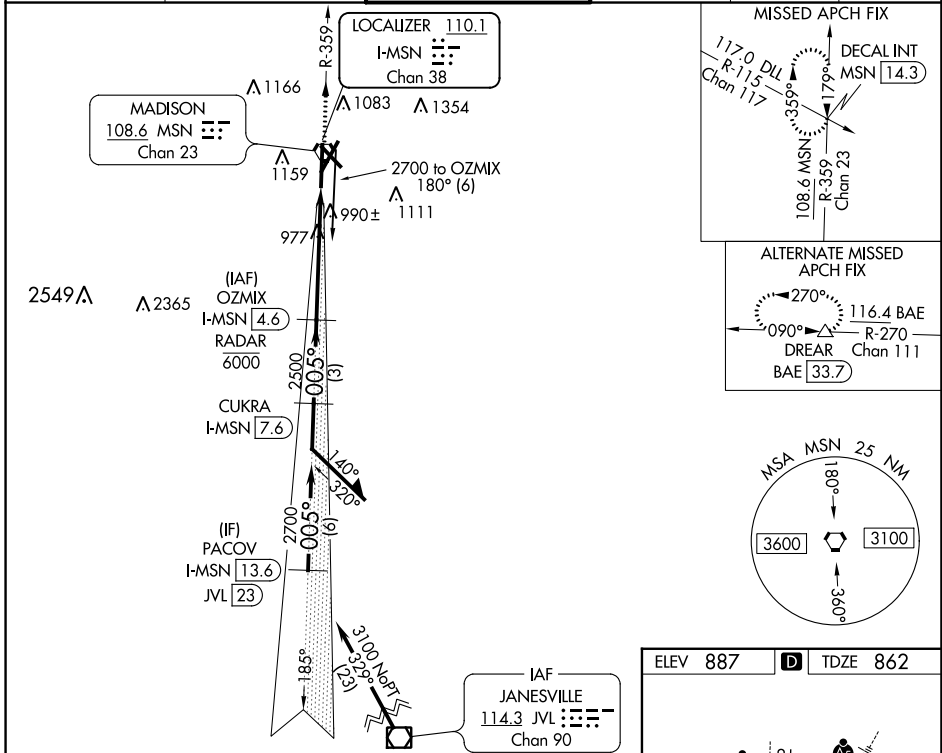 LOCALIZER 110.1
I-MSN
Chan 38
R-359
1166
1083
1354
MADISON
108.6 MSN
Chan 23
1159
2700 to OZMIX
180° (6)
1111
990±
977
2549
2365
(IAF)
OZMIX
I-MSN 4.6
RADAR
6000
2500
005°
(3)
CUKRA
I-MSN 7.6
140°
320°
2700
005°
(6)
(IF)
PACOV
I-MSN 13.6
JVL 23
185°
3100 NoPT
329°
(23)
IAF
JANESVILLE
114.3 JVL
Chan 90
MISSED APCH FIX
117.0 DLL
R-115
Chan 117
DECAL INT
MSN 14.3
359°
179°
108.6 MSN
R-359
Chan 23
ALTERNATE MISSED
APCH FIX
270°
090°
116.4 BAE
R-270
Chan 111
DREAR
BAE 33.7
MSA MSN 25 NM
180°
3600
3100
360°
ELEV 887
D
TDZE 862